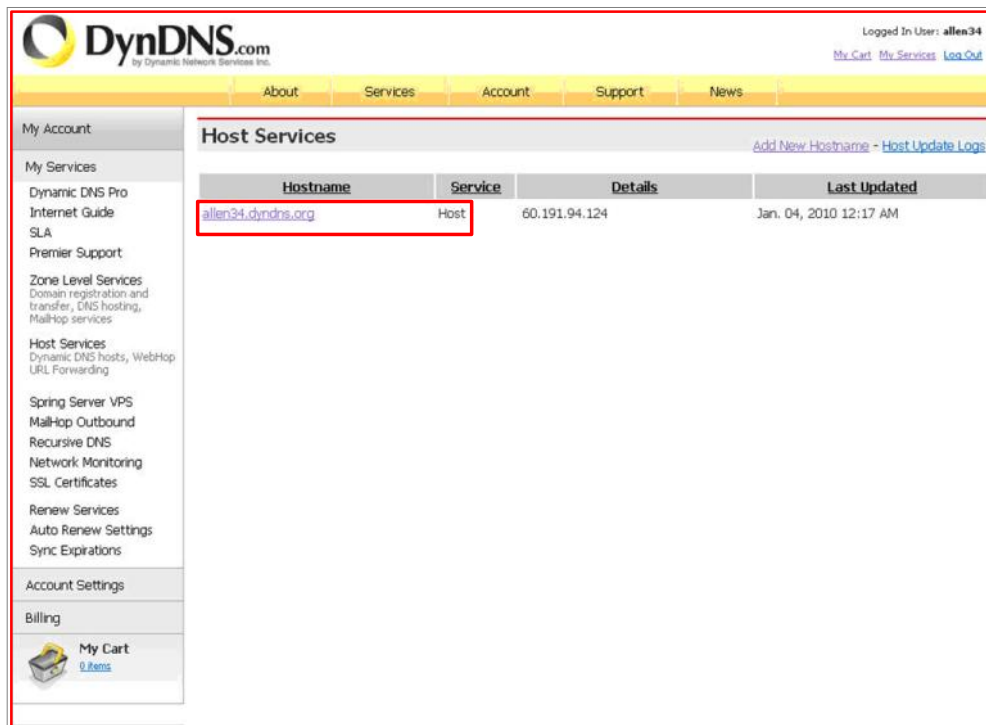 DynDNS.com
by Dynamic Network Services Inc.
Logged In User: allen34
My Cart My Services Log Out
About Services Account Support News
My Account
My Services
Dynamic DNS Pro
Internet Guide
SLA
Premier Support
Zone Level Services
Domain registration and
transfer, DNS hosting,
MailHop services
Host Services
Dynamic DNS hosts, WebHop
URL Forwarding
Spring Server VPS
MailHop Outbound
Recursive DNS
Network Monitoring
SSL Certificates
Renew Services
Auto Renew Settings
Sync Expirations
Account Settings
Billing
My Cart
0 items
Host Services
Add New Hostname - Host Update Logs
Hostname Service Details Last Updated
allen34.dyndns.org Host 60.191.94.124 Jan. 04, 2010 12:17 AM